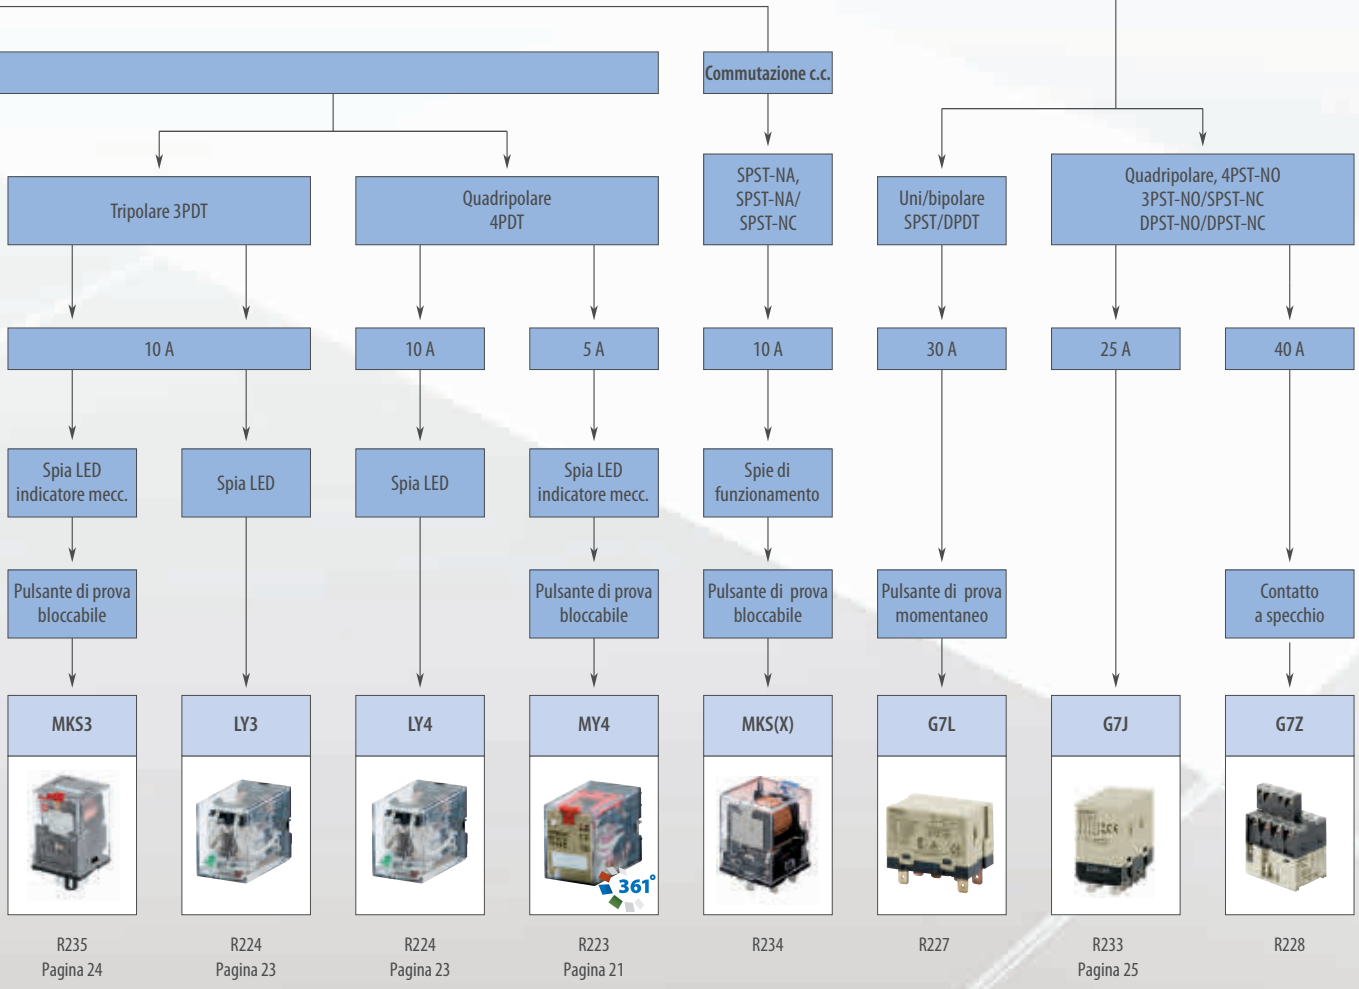 Commutazione c.c.
Tripolare 3PDT
Quadripolare
4PDT
SPST-NA,
SPST-NA/
SPST-NC
Uni/bipolare
SPST/DPDT
Quadripolare, 4PST-NO
3PST-NO/SPST-NC
DPST-NO/DPST-NC
10 A
10 A
5 A
10 A
30 A
25 A
40 A
Spia LED
indicatore mecc.
Spia LED
Spia LED
Spia LED
indicatore mecc.
Spie di
funzionamento
Pulsante di prova
bloccabile
Pulsante di prova
bloccabile
Pulsante di prova
bloccabile
Pulsante di prova
momentaneo
Contatto
a specchio
MKS3
LY3
LY4
MY4
MKS(X)
G7L
G7J
G7Z
361°
R235
Pagina 24
R224
Pagina 23
R224
Pagina 23
R223
Pagina 21
R234
R227
R233
Pagina 25
R228